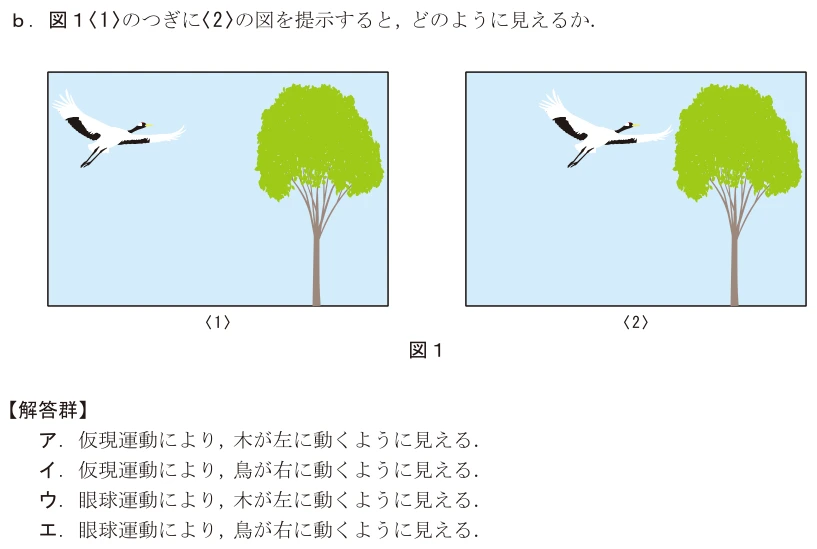 b．図1〈1〉のつぎに〈2〉の図を提示すると，どのように見えるか．
〈1〉
〈2〉
図1
【解答群】
ア．仮現運動により，木が左に動くように見える．
イ．仮現運動により，鳥が右に動くように見える．
ウ．眼球運動により，木が左に動くように見える．
エ．眼球運動により，鳥が右に動くように見える．